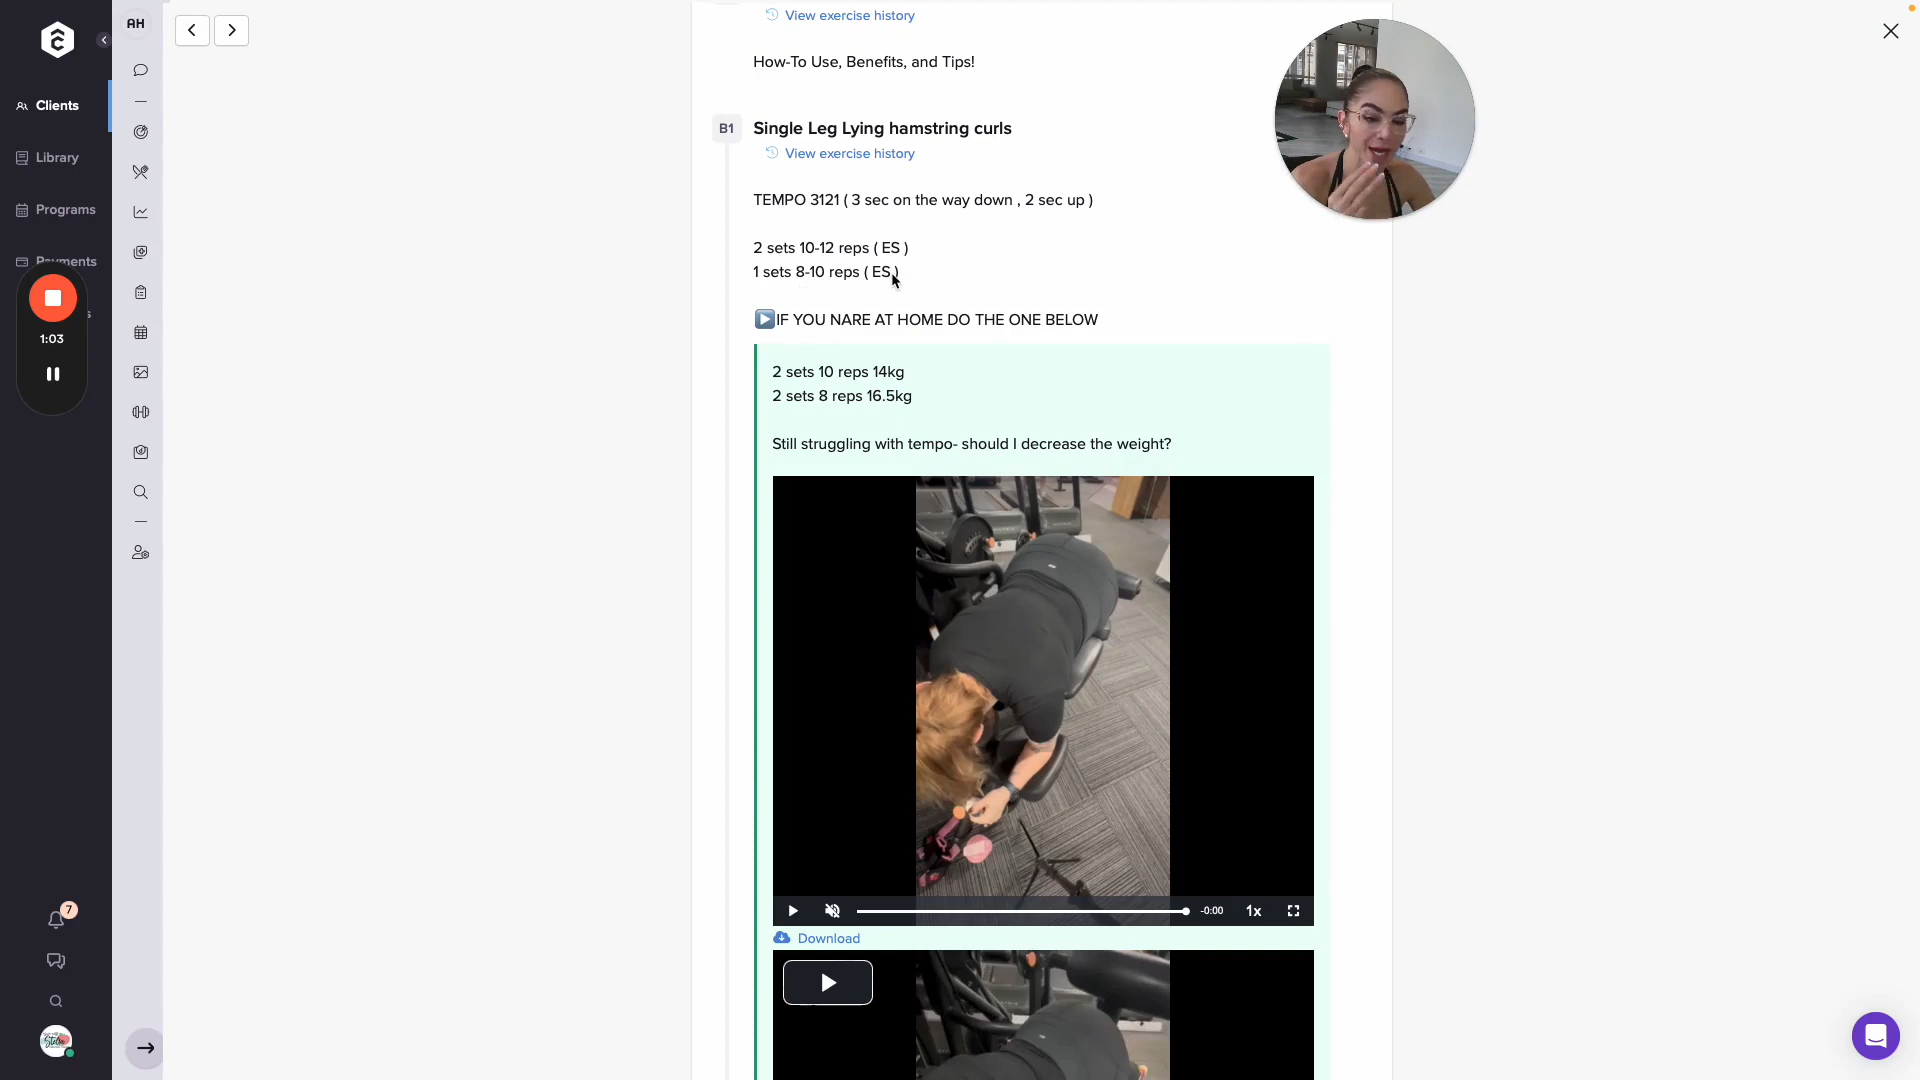 AH
View exercise history
How-To Use, Benefits, and Tips!
Clients
B1
Single Leg Lying hamstring curls
View exercise history
Library
TEMPO 3121 ( 3 sec on the way down , 2 sec up )
Programs
2 sets 10-12 reps ( ES )
Payments
1 sets 8-10 reps ( ES )
s
IF YOU NARE AT HOME DO THE ONE BELOW
1:03
2 sets 10 reps 14kg
2 sets 8 reps 16.5kg
Still struggling with tempo- should I decrease the weight?
-0:00
1x
7
Download